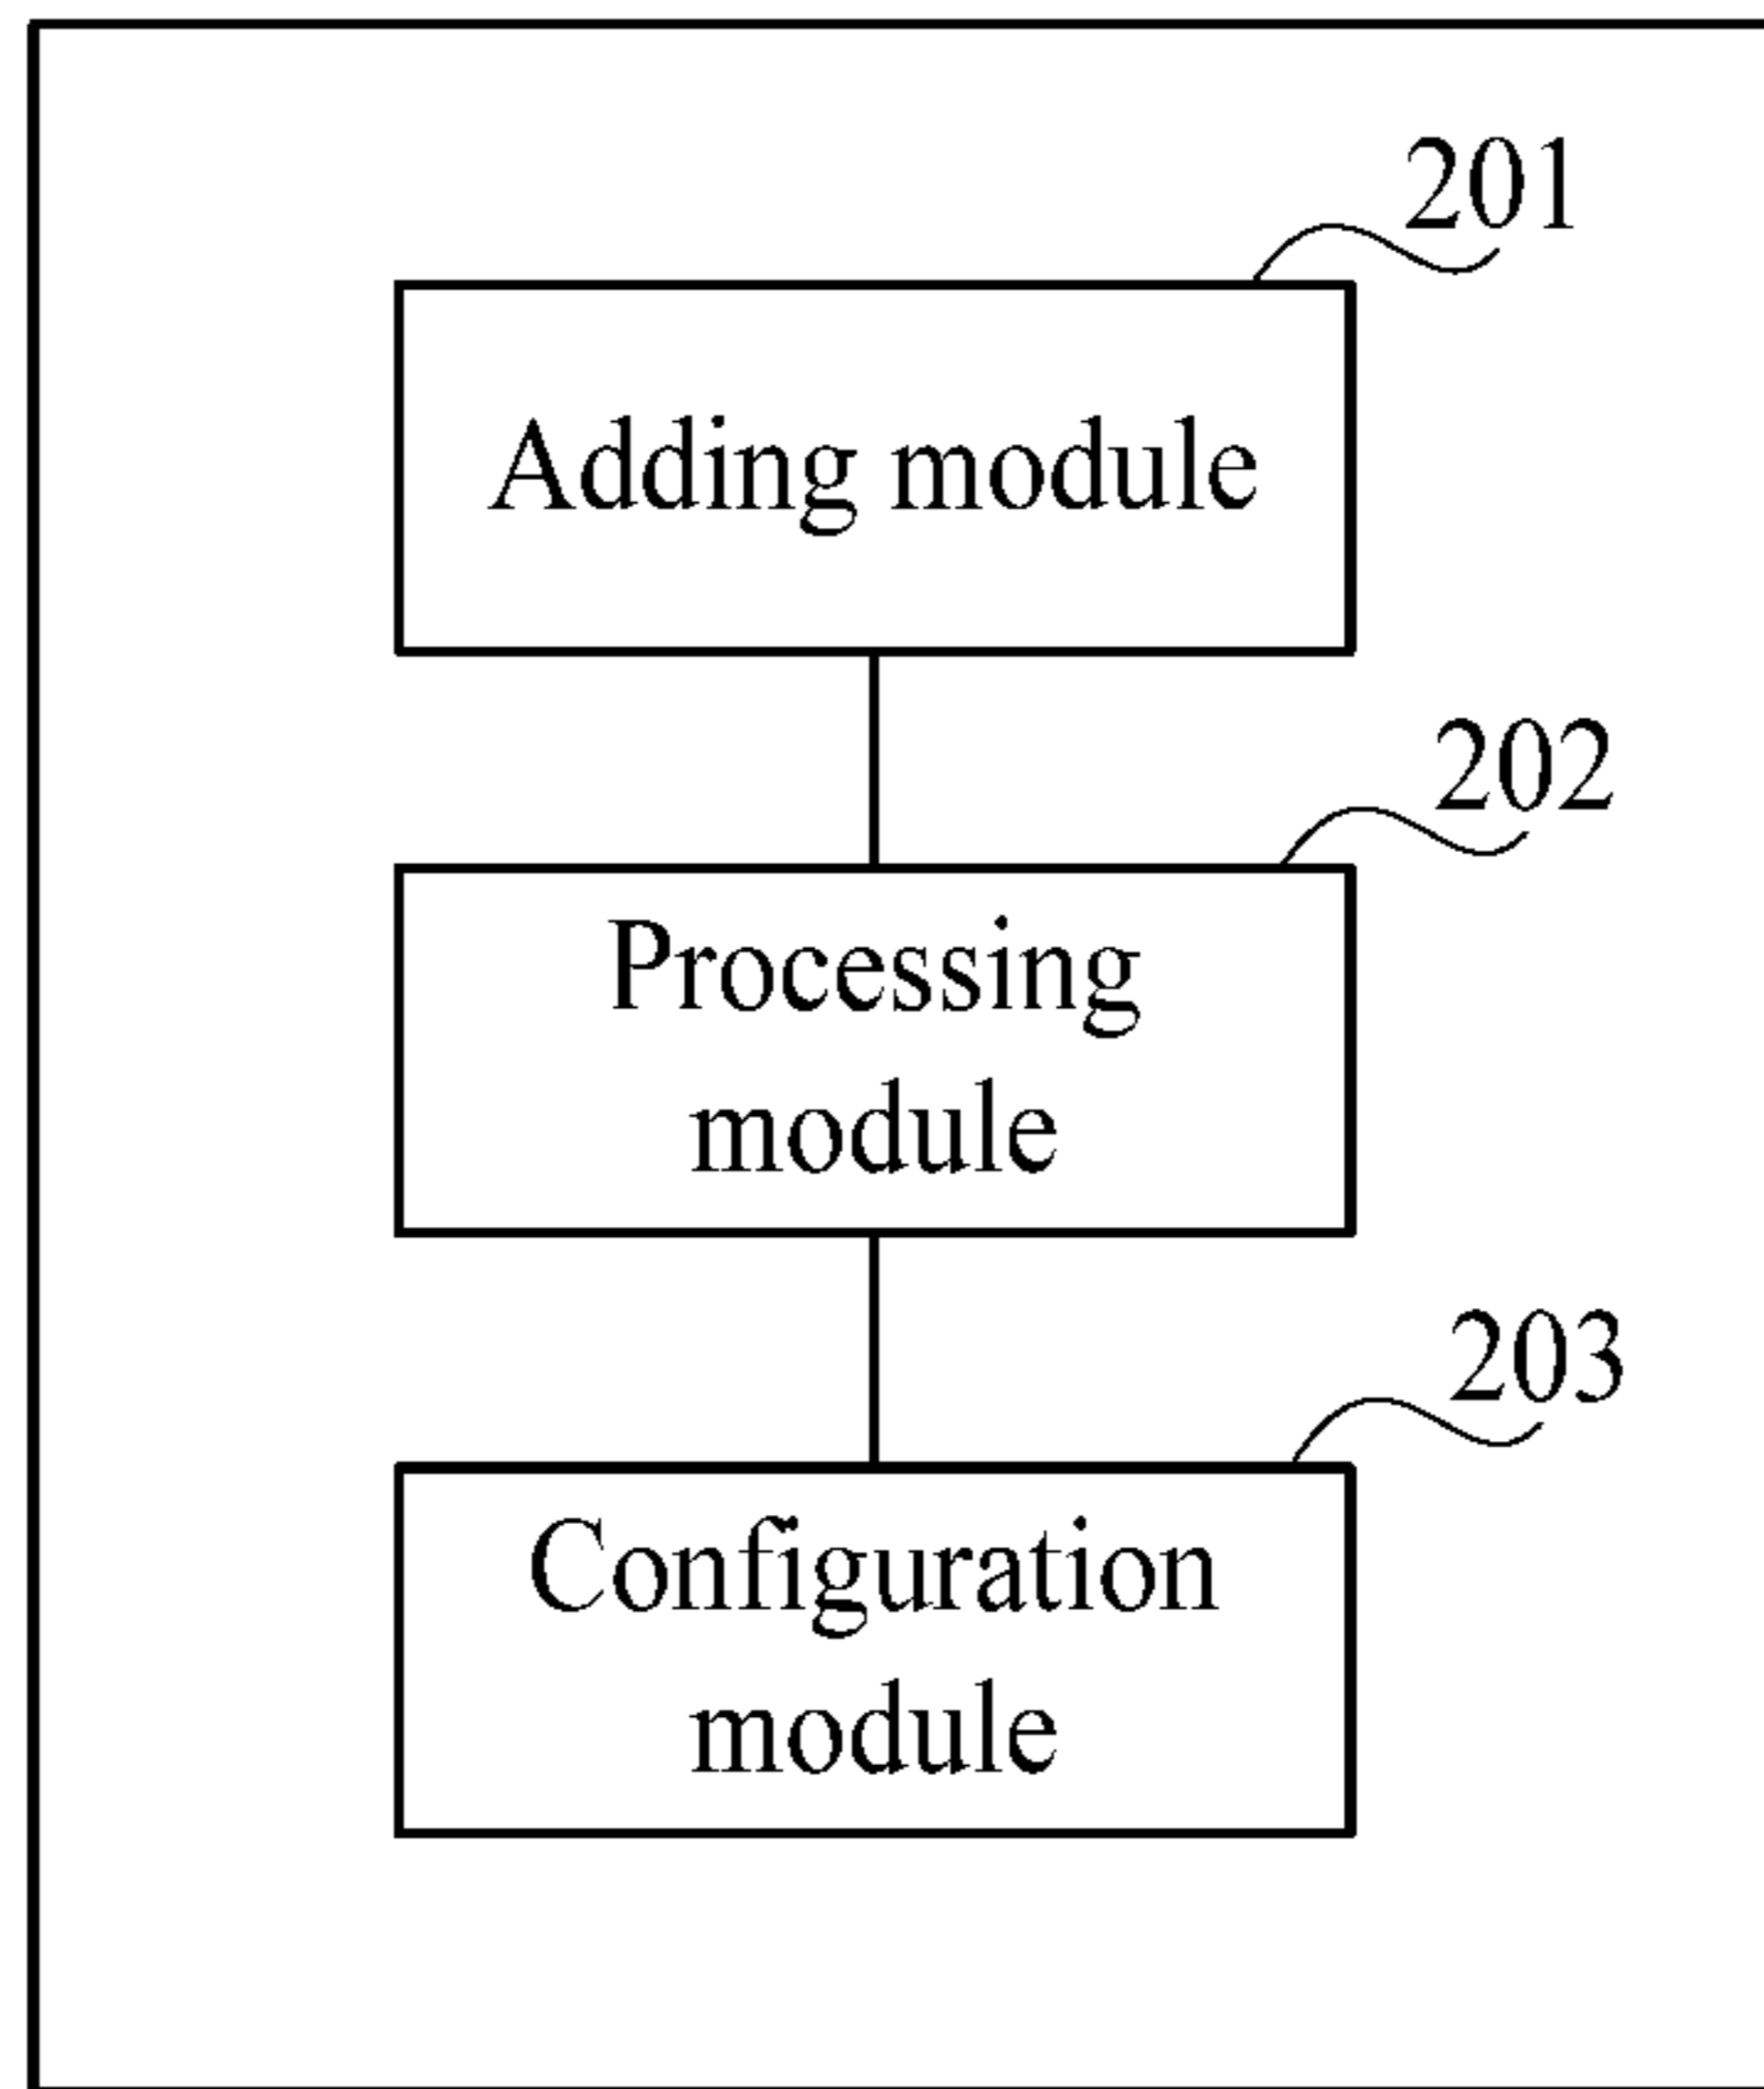 201
Adding module
202
Processing
module
203
Configuration
module